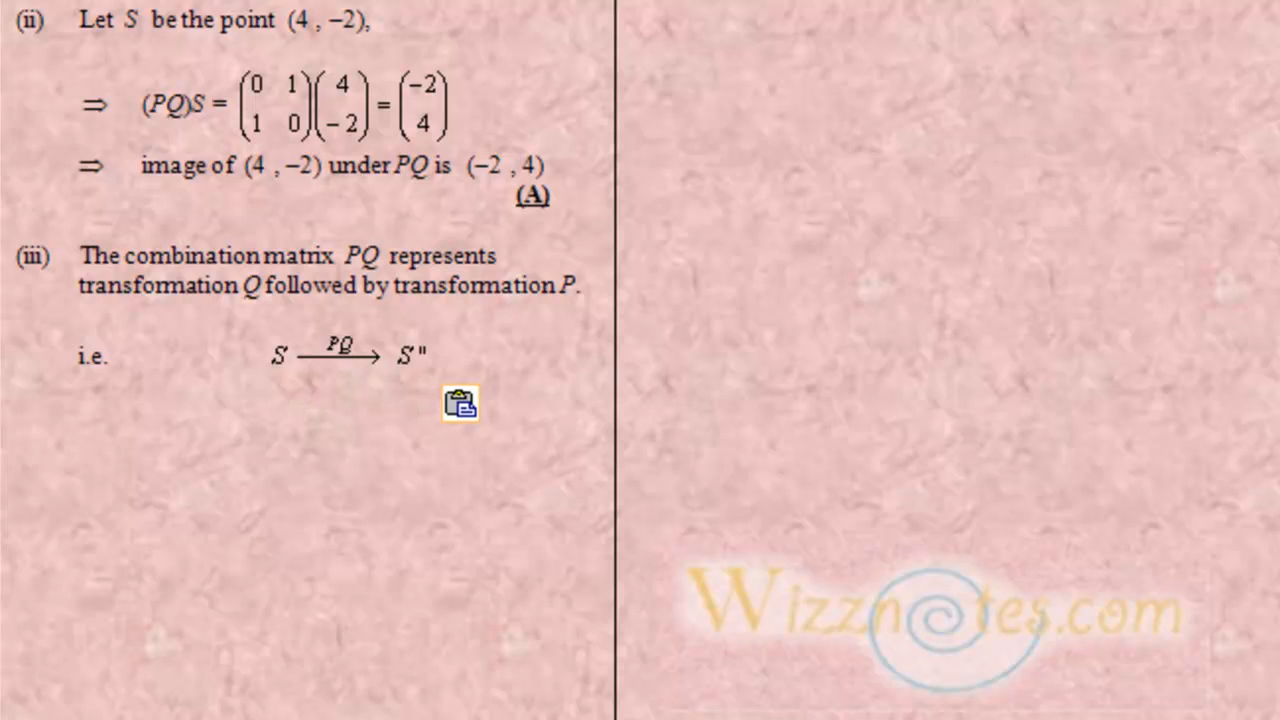 (ii) Let S be the point (4 , –2),
⇒ (PQ)S = (0 1; 1 0)(4; –2) = (–2; 4)
⇒ image of (4 , –2) under PQ is (–2 , 4)
(A)
(iii) The combination matrix PQ represents
transformation Q followed by transformation P.
i.e. S —PQ→ S"
Wizznotes.com